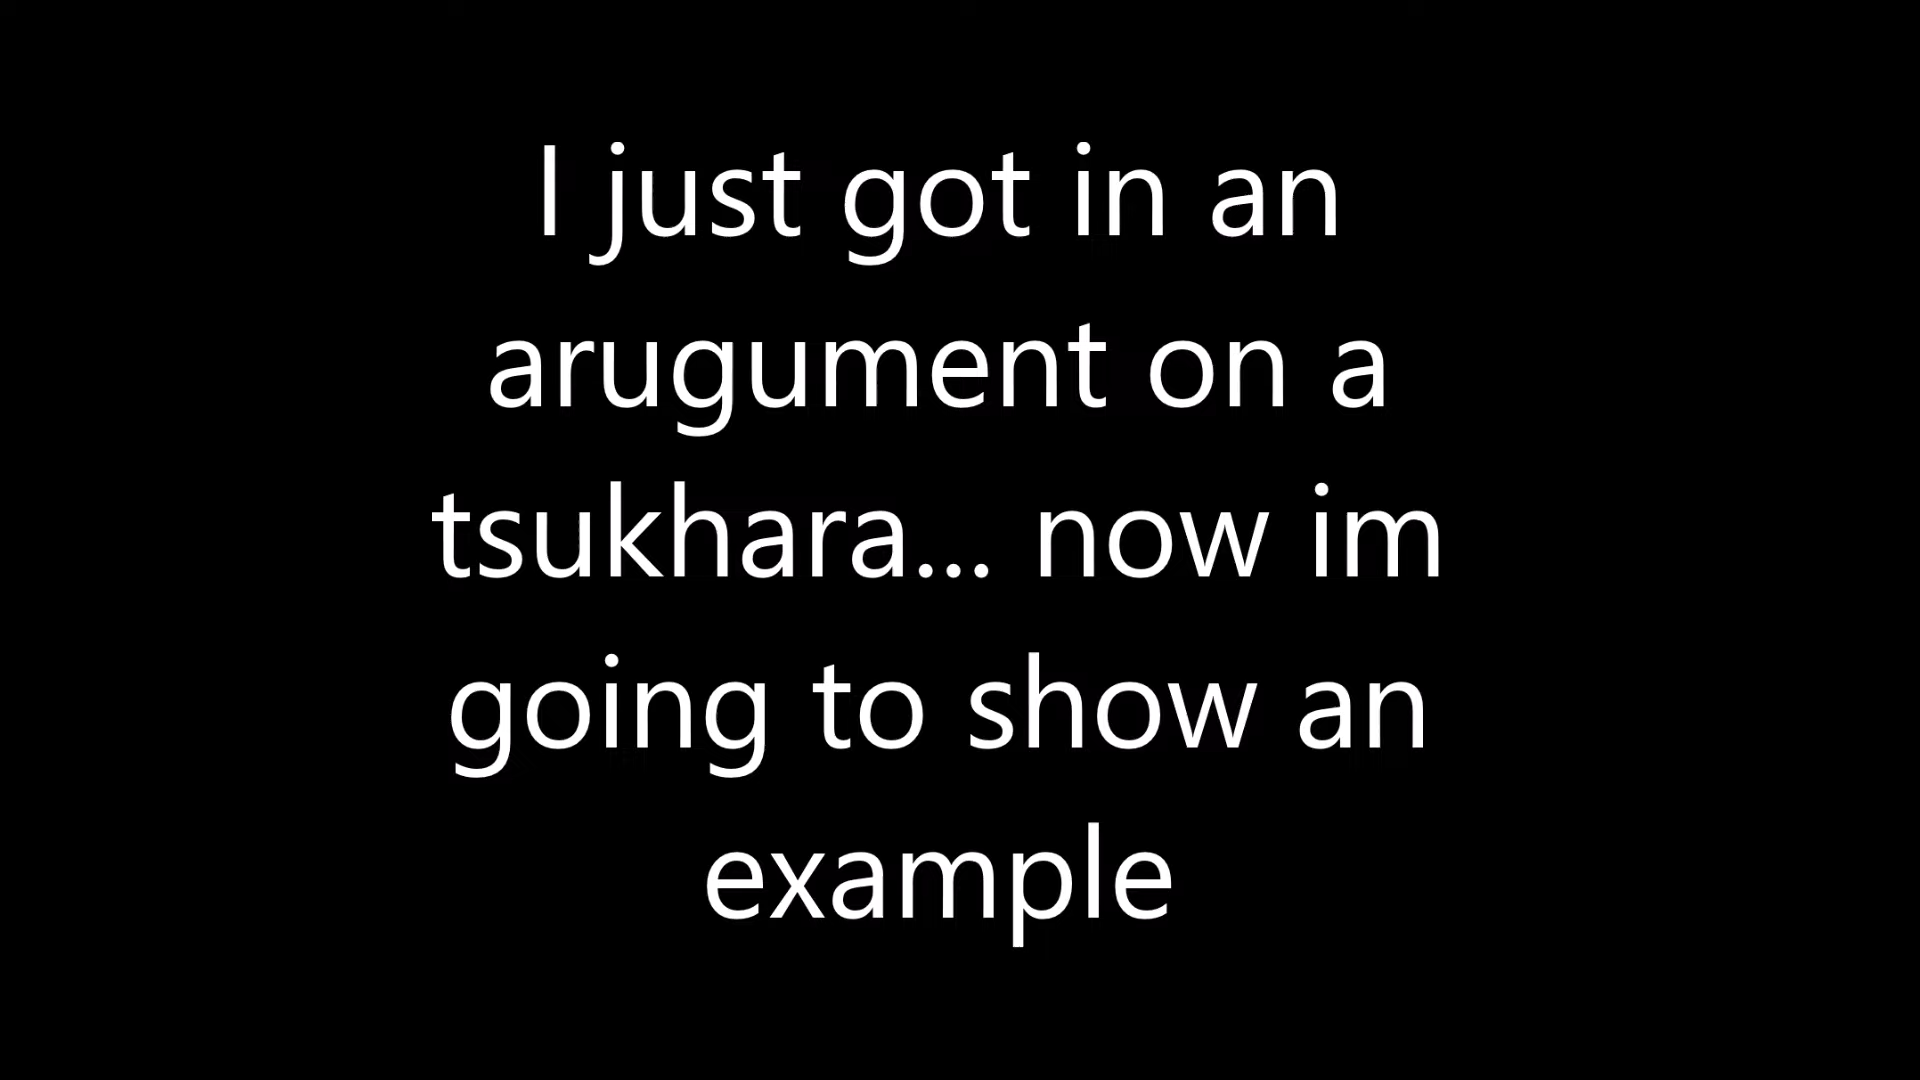 I just got in an
arugument on a
tsukhara... now im
going to show an
example